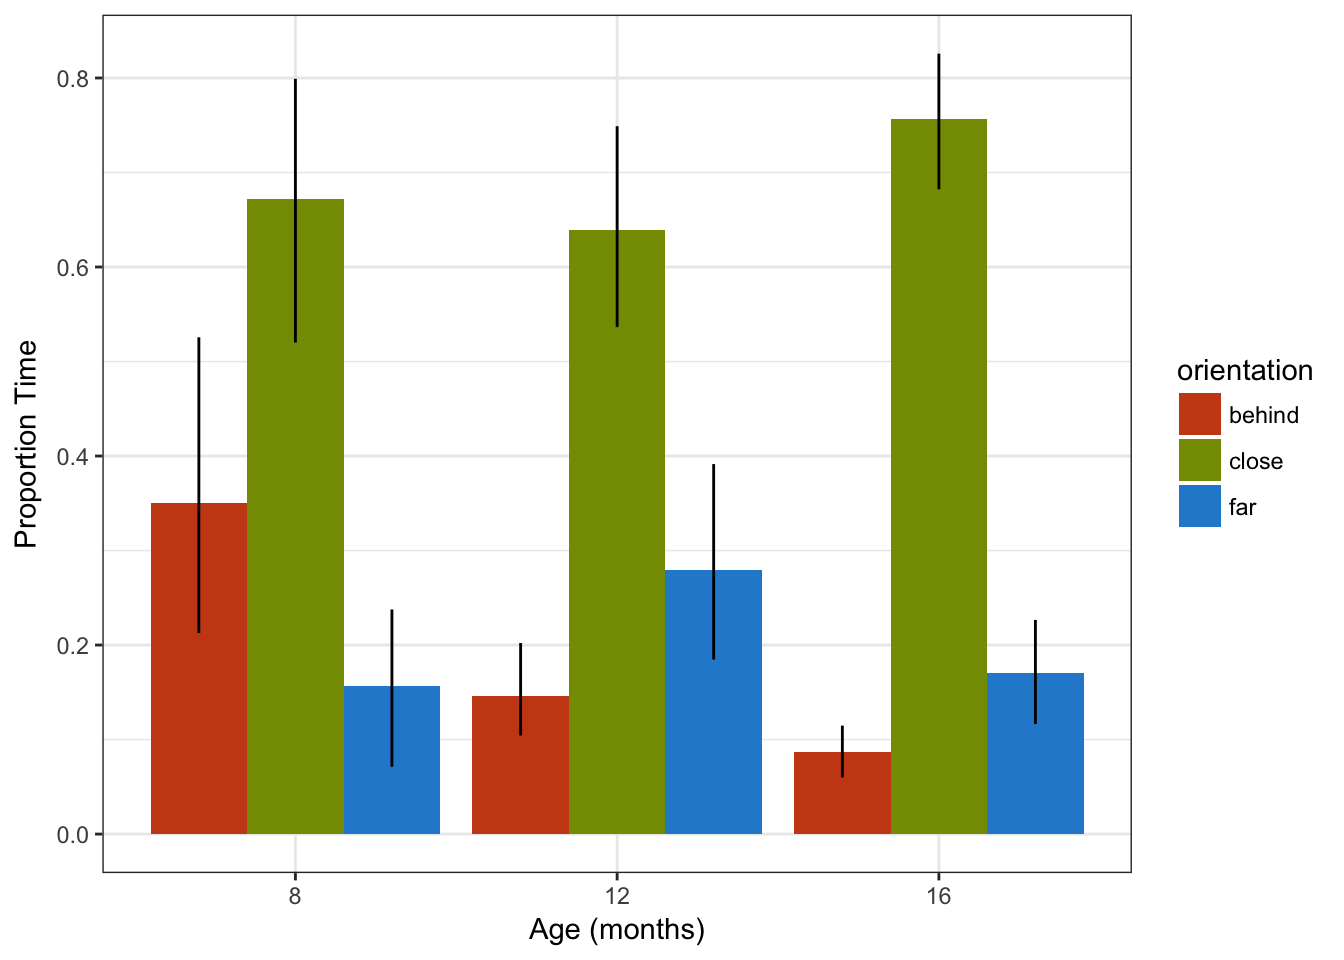 Proportion Time
0.8
0.6
0.4
0.2
0.0
8 12 16
Age (months)
orientation
behind
close
far